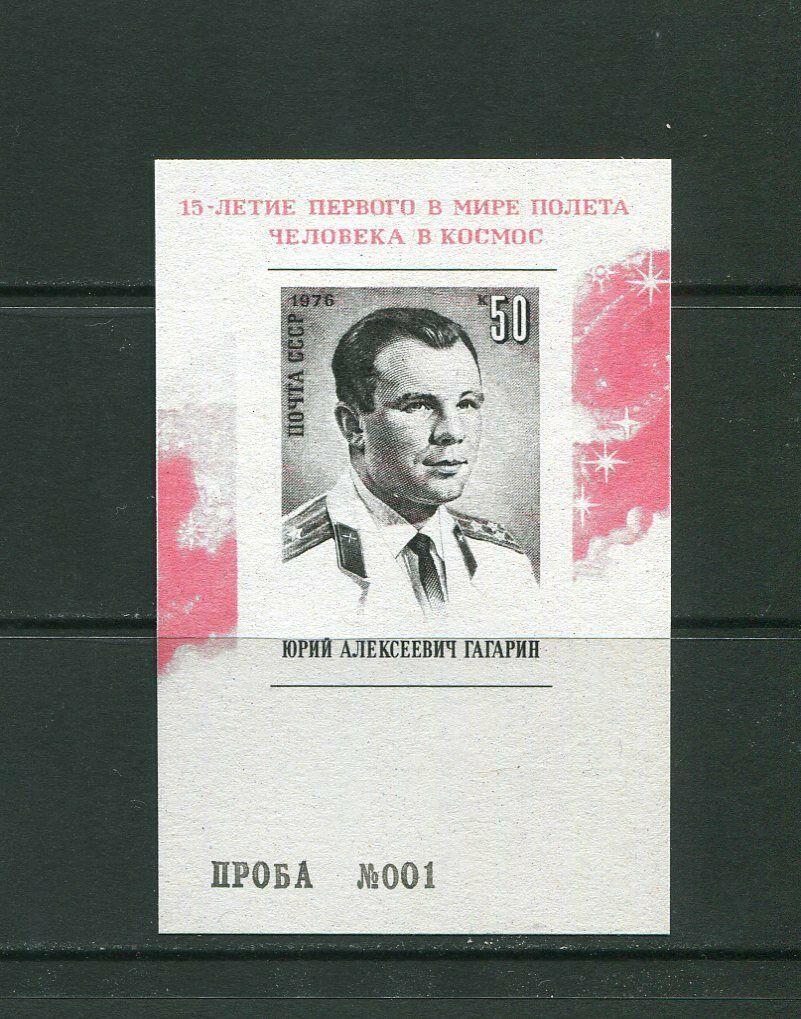 15-ЛЕТИЕ ПЕРВОГО В МИРЕ ПОЛЕТА
ЧЕЛОВЕКА В КОСМОС
1976
К 50
ПОЧТА СССР
ЮРИЙ АЛЕКСЕЕВИЧ ГАГАРИН
ПРОБА №001